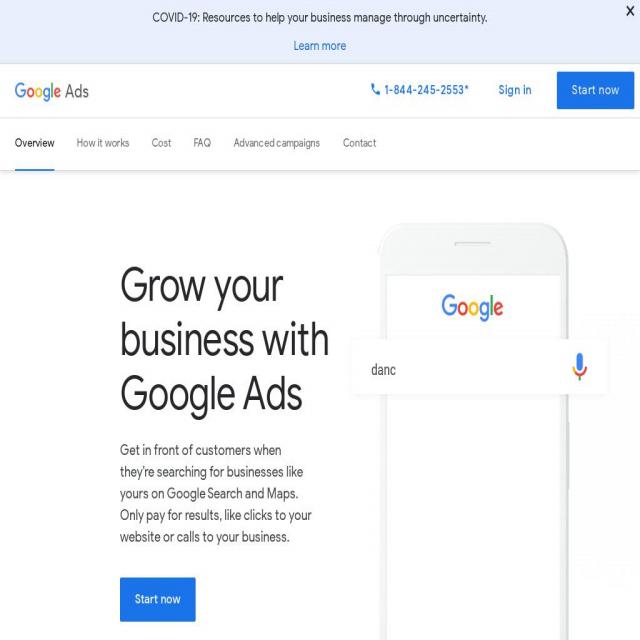 COVID-19: Resources to help your business manage through uncertainty.
X
Learn more
Google Ads
1-844-245-2553*
Sign in
Start now
Overview
How it works
Cost
FAQ
Advanced campaigns
Contact
Grow your
business with
Google Ads
Get in front of customers when
they're searching for businesses like
yours on Google Search and Maps.
Only pay for results, like clicks to your
website or calls to your business.
Start now
Google
danc